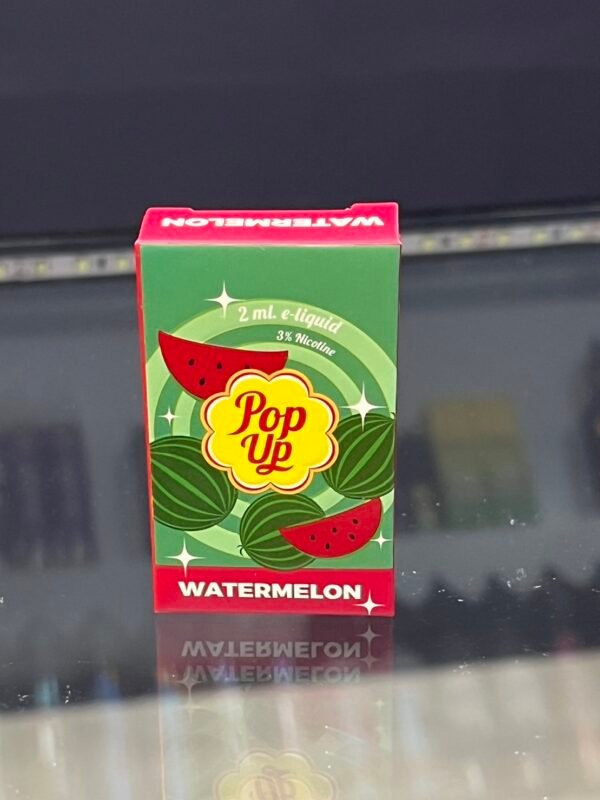 WATERMELON
2 ml. e-liquid
3% Nicotine
Pop
Up
WATERMELON